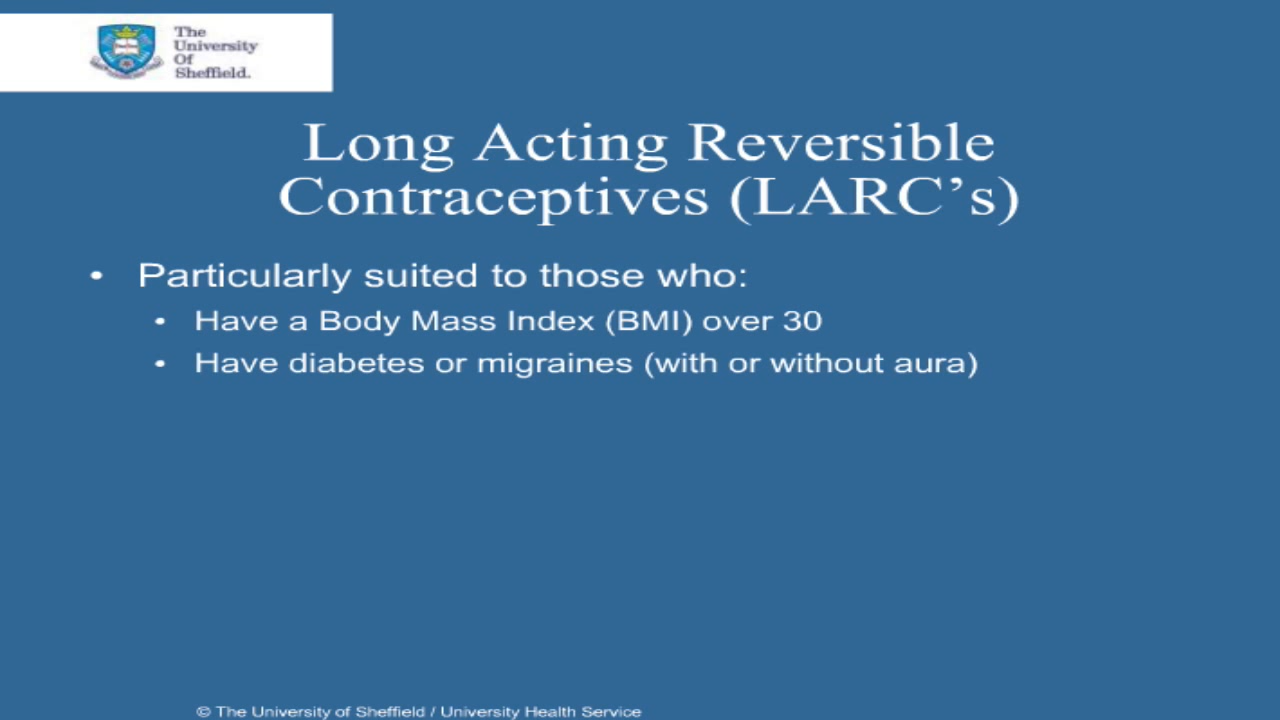 The
University
Of
Sheffield.
Long Acting Reversible
Contraceptives (LARC’s)
• Particularly suited to those who:
• Have a Body Mass Index (BMI) over 30
• Have diabetes or migraines (with or without aura)
© The University of Sheffield / University Health Service